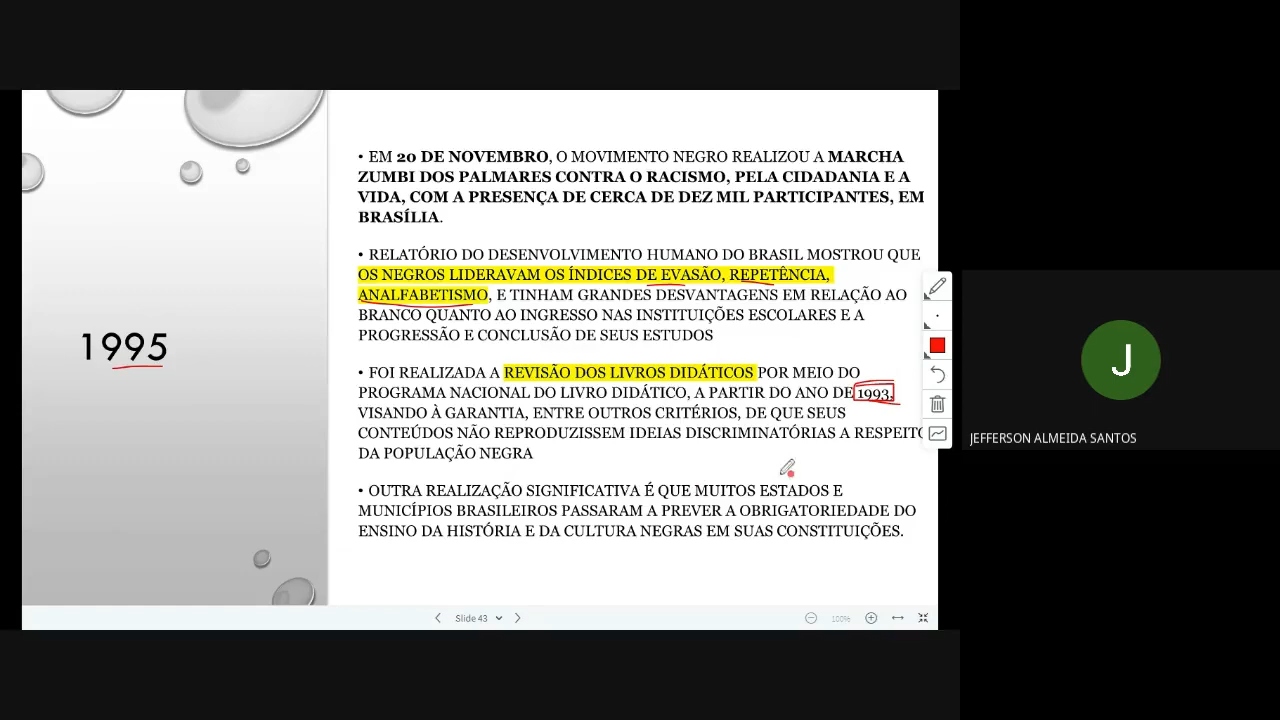 1995
• EM 20 DE NOVEMBRO, O MOVIMENTO NEGRO REALIZOU A MARCHA
ZUMBI DOS PALMARES CONTRA O RACISMO, PELA CIDADANIA E A
VIDA, COM A PRESENÇA DE CERCA DE DEZ MIL PARTICIPANTES, EM
BRASÍLIA.
• RELATÓRIO DO DESENVOLVIMENTO HUMANO DO BRASIL MOSTROU QUE
OS NEGROS LIDERAVAM OS ÍNDICES DE EVASÃO, REPETÊNCIA,
ANALFABETISMO, E TINHAM GRANDES DESVANTAGENS EM RELAÇÃO AO
BRANCO QUANTO AO INGRESSO NAS INSTITUIÇÕES ESCOLARES E A
PROGRESSÃO E CONCLUSÃO DE SEUS ESTUDOS
• FOI REALIZADA A REVISÃO DOS LIVROS DIDÁTICOS POR MEIO DO
PROGRAMA NACIONAL DO LIVRO DIDÁTICO, A PARTIR DO ANO DE 1993,
VISANDO À GARANTIA, ENTRE OUTROS CRITÉRIOS, DE QUE SEUS
CONTEÚDOS NÃO REPRODUZISSEM IDEIAS DISCRIMINATÓRIAS A RESPEITO
DA POPULAÇÃO NEGRA
• OUTRA REALIZAÇÃO SIGNIFICATIVA É QUE MUITOS ESTADOS E
MUNICÍPIOS BRASILEIROS PASSARAM A PREVER A OBRIGATORIEDADE DO
ENSINO DA HISTÓRIA E DA CULTURA NEGRAS EM SUAS CONSTITUIÇÕES.
Slide 43
100%
J
JEFFERSON ALMEIDA SANTOS